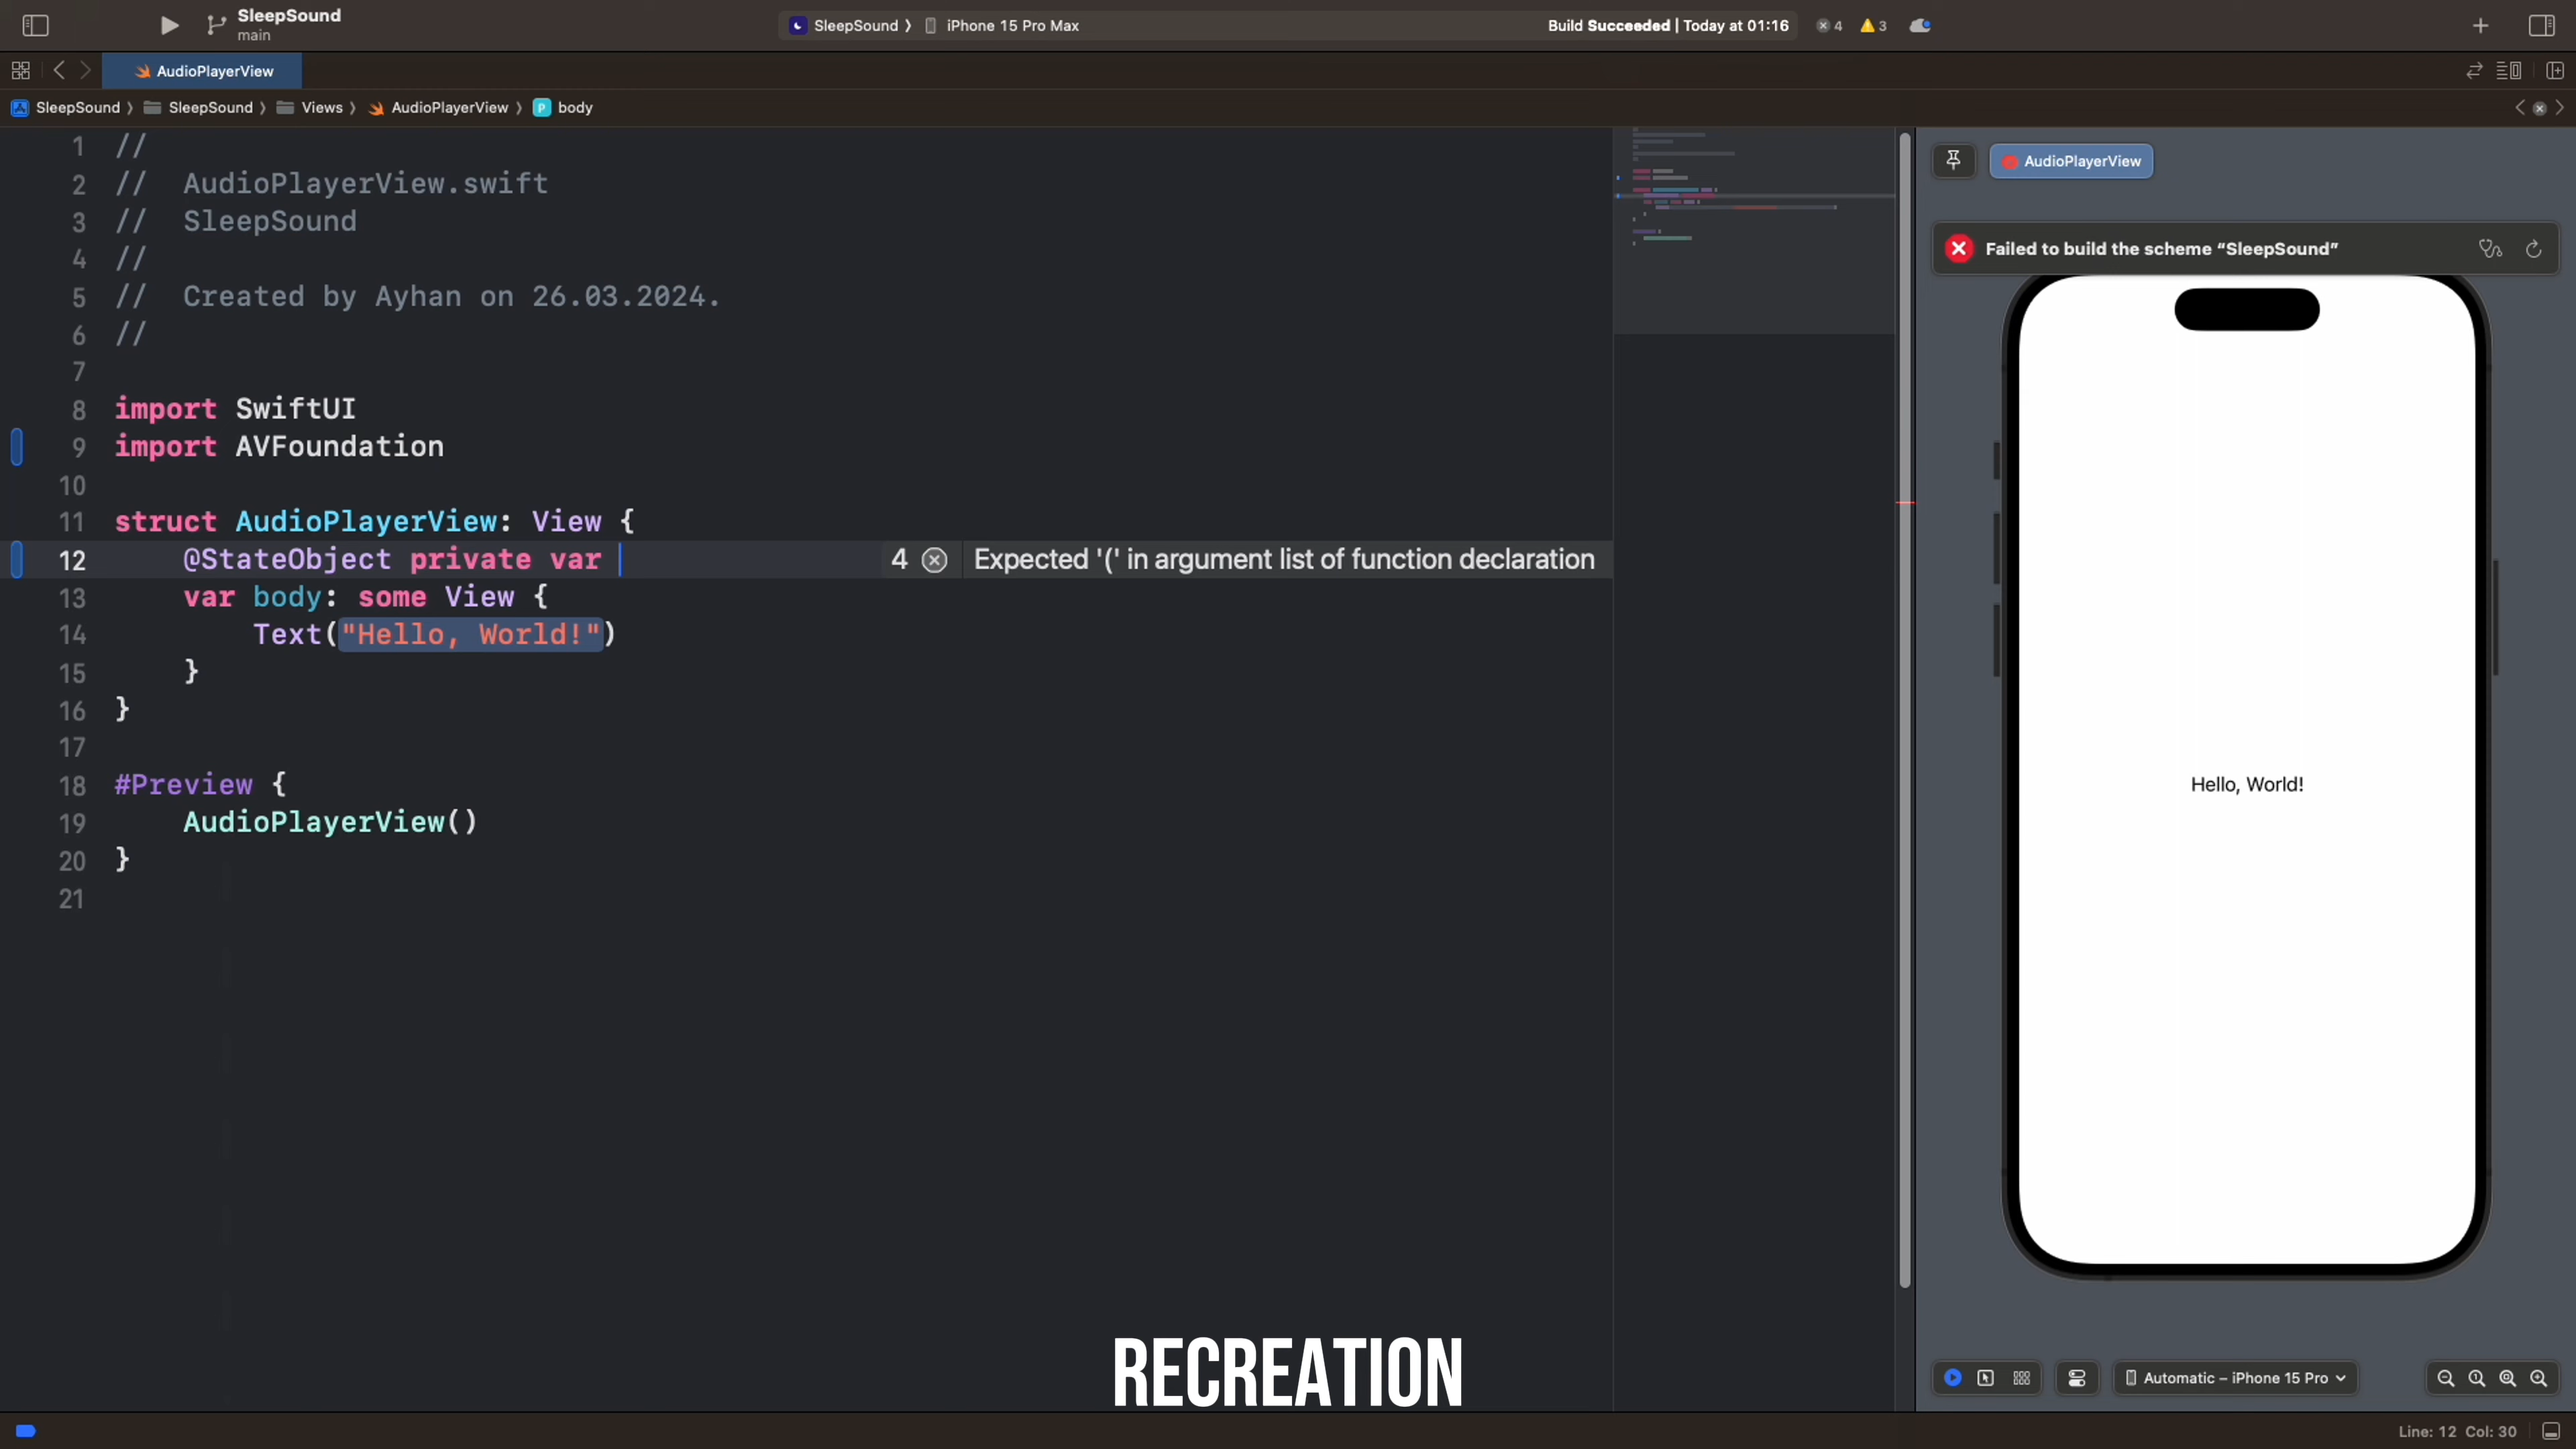 SleepSound
main
SleepSound 〉 iPhone 15 Pro Max
Build Succeeded | Today at 01:16
4
3
AudioPlayerView
SleepSound 〉 SleepSound 〉 Views 〉 AudioPlayerView 〉 P body
1 //
2 //  AudioPlayerView.swift
3 //  SleepSound
4 //
5 //  Created by Ayhan on 26.03.2024.
6 //
7
8 import SwiftUI
9 import AVFoundation
10
11 struct AudioPlayerView: View {
12     @StateObject private var
4 Expected '(' in argument list of function declaration
13     var body: some View {
14         Text("Hello, World!")
15     }
16 }
17
18 #Preview {
19     AudioPlayerView()
20 }
21
AudioPlayerView
Failed to build the scheme “SleepSound”
Hello, World!
RECREATION
Automatic – iPhone 15 Pro
Line: 12 Col: 30